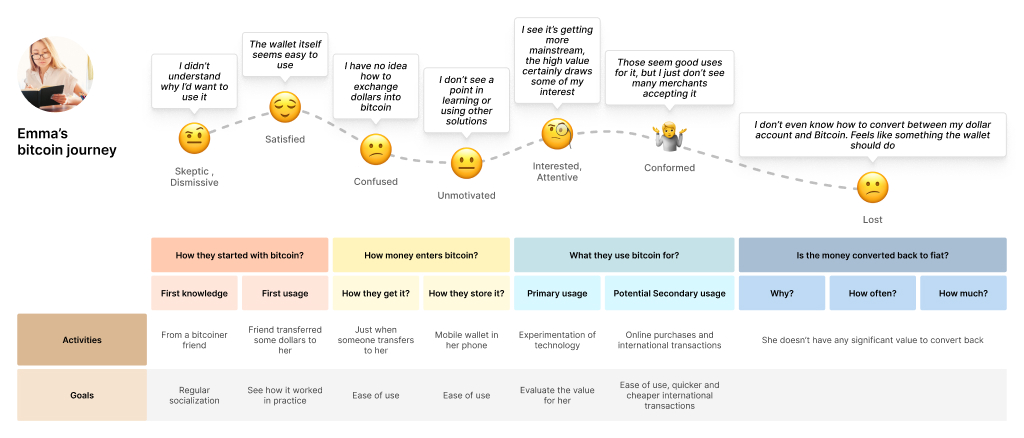 Emma's
bitcoin journey
I didn't
understand
why I'd want to
use it
Skeptic ,
Dismissive
The wallet itself
seems easy to
use
Satisfied
I have no idea
how to
exchange
dollars into
bitcoin
Confused
I don't see a
point in
learning or
using other
solutions
Unmotivated
I see it's getting
more
mainstream,
the high value
certainly draws
some of my
interest
Interested,
Attentive
Those seem good uses
for it, but I just don't see
many merchants
accepting it
Conformed
I don't even know how to convert between my dollar
account and Bitcoin. Feels like something the wallet
should do
Lost
How they started with bitcoin?
How money enters bitcoin?
What they use bitcoin for?
Is the money converted back to fiat?
First knowledge
First usage
How they get it?
How they store it?
Primary usage
Potential Secondary usage
Why?
How often?
How much?
Activities
From a bitcoiner
friend
Friend transferred
some dollars to
her
Just when
someone transfers
to her
Mobile wallet in
her phone
Experimentation of
technology
Online purchases and
international transactions
She doesn't have any significant value to convert back
Goals
Regular
socialization
See how it worked
in practice
Ease of use
Ease of use
Evaluate the value
for her
Ease of use, quicker and
cheaper international
transactions